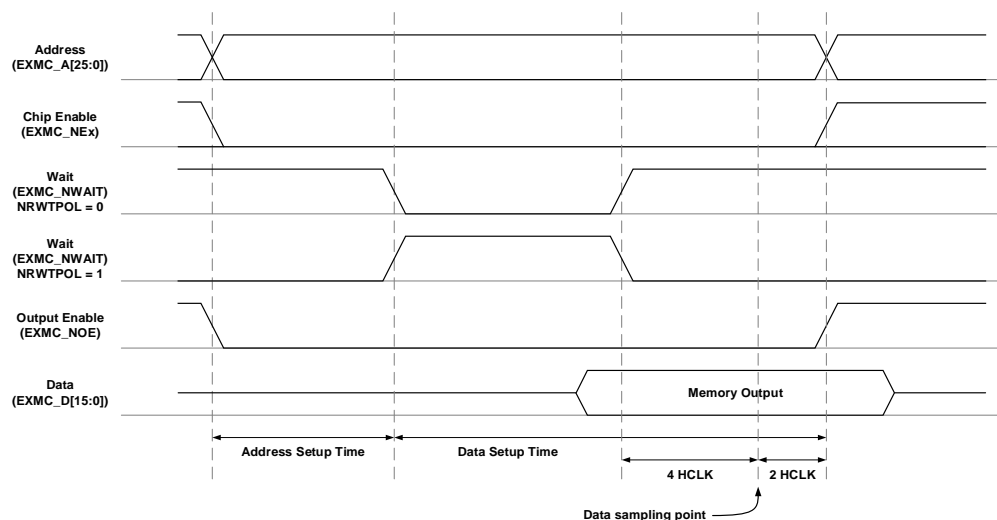 Address
(EXMC_A[25:0])
Chip Enable
(EXMC_NEx)
Wait
(EXMC_NWAIT)
NRWTPOL = 0
Wait
(EXMC_NWAIT)
NRWTPOL = 1
Output Enable
(EXMC_NOE)
Data
(EXMC_D[15:0])
Memory Output
Address Setup Time
Data Setup Time
4 HCLK
2 HCLK
Data sampling point